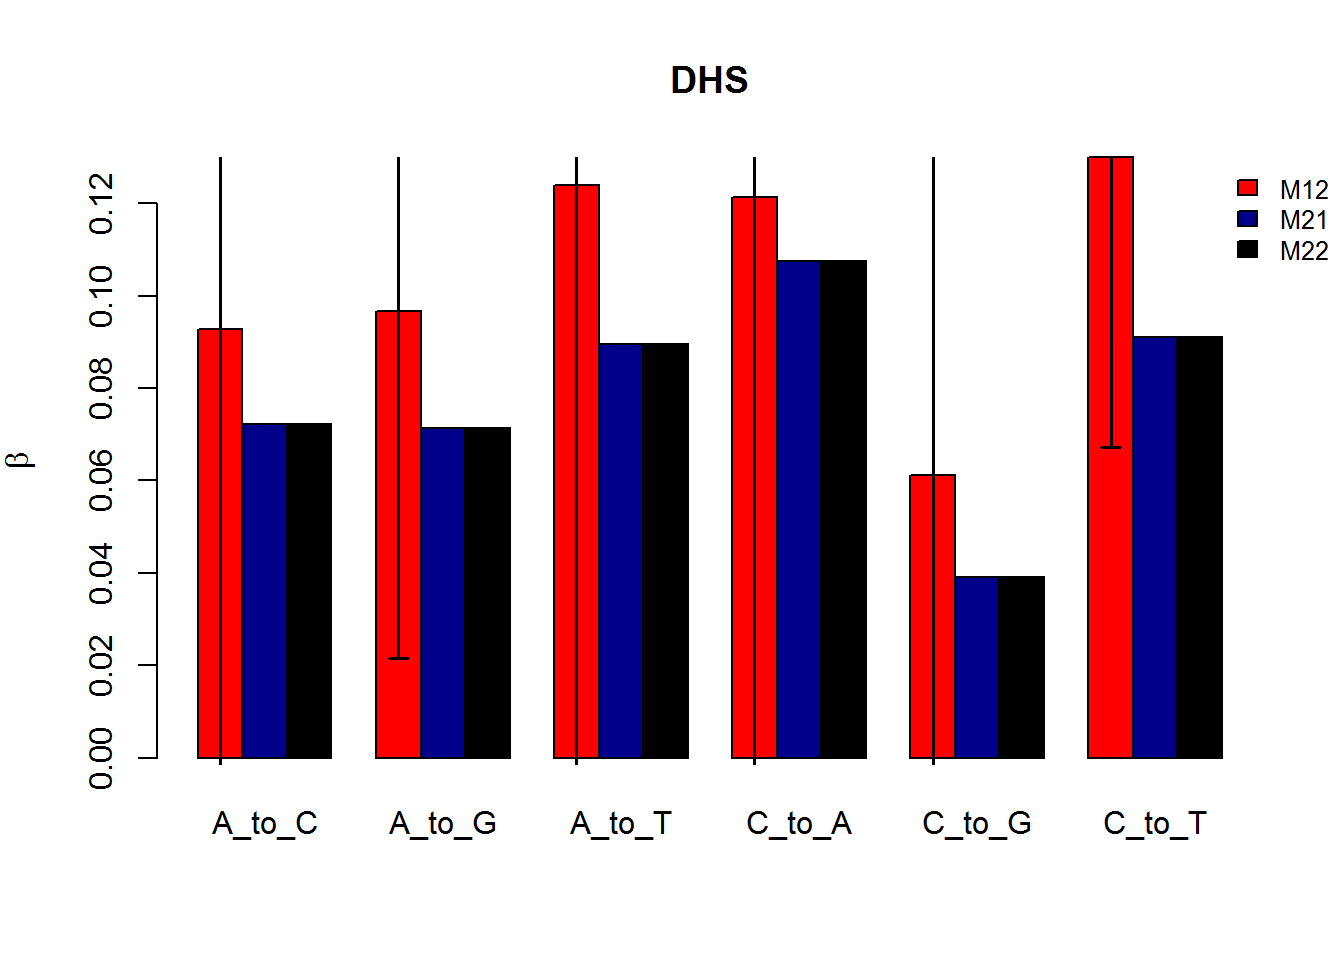 DHS
M12
M21
M22
β
0.12
0.10
0.08
0.06
0.04
0.02
0.00
A_to_C
A_to_G
A_to_T
C_to_A
C_to_G
C_to_T